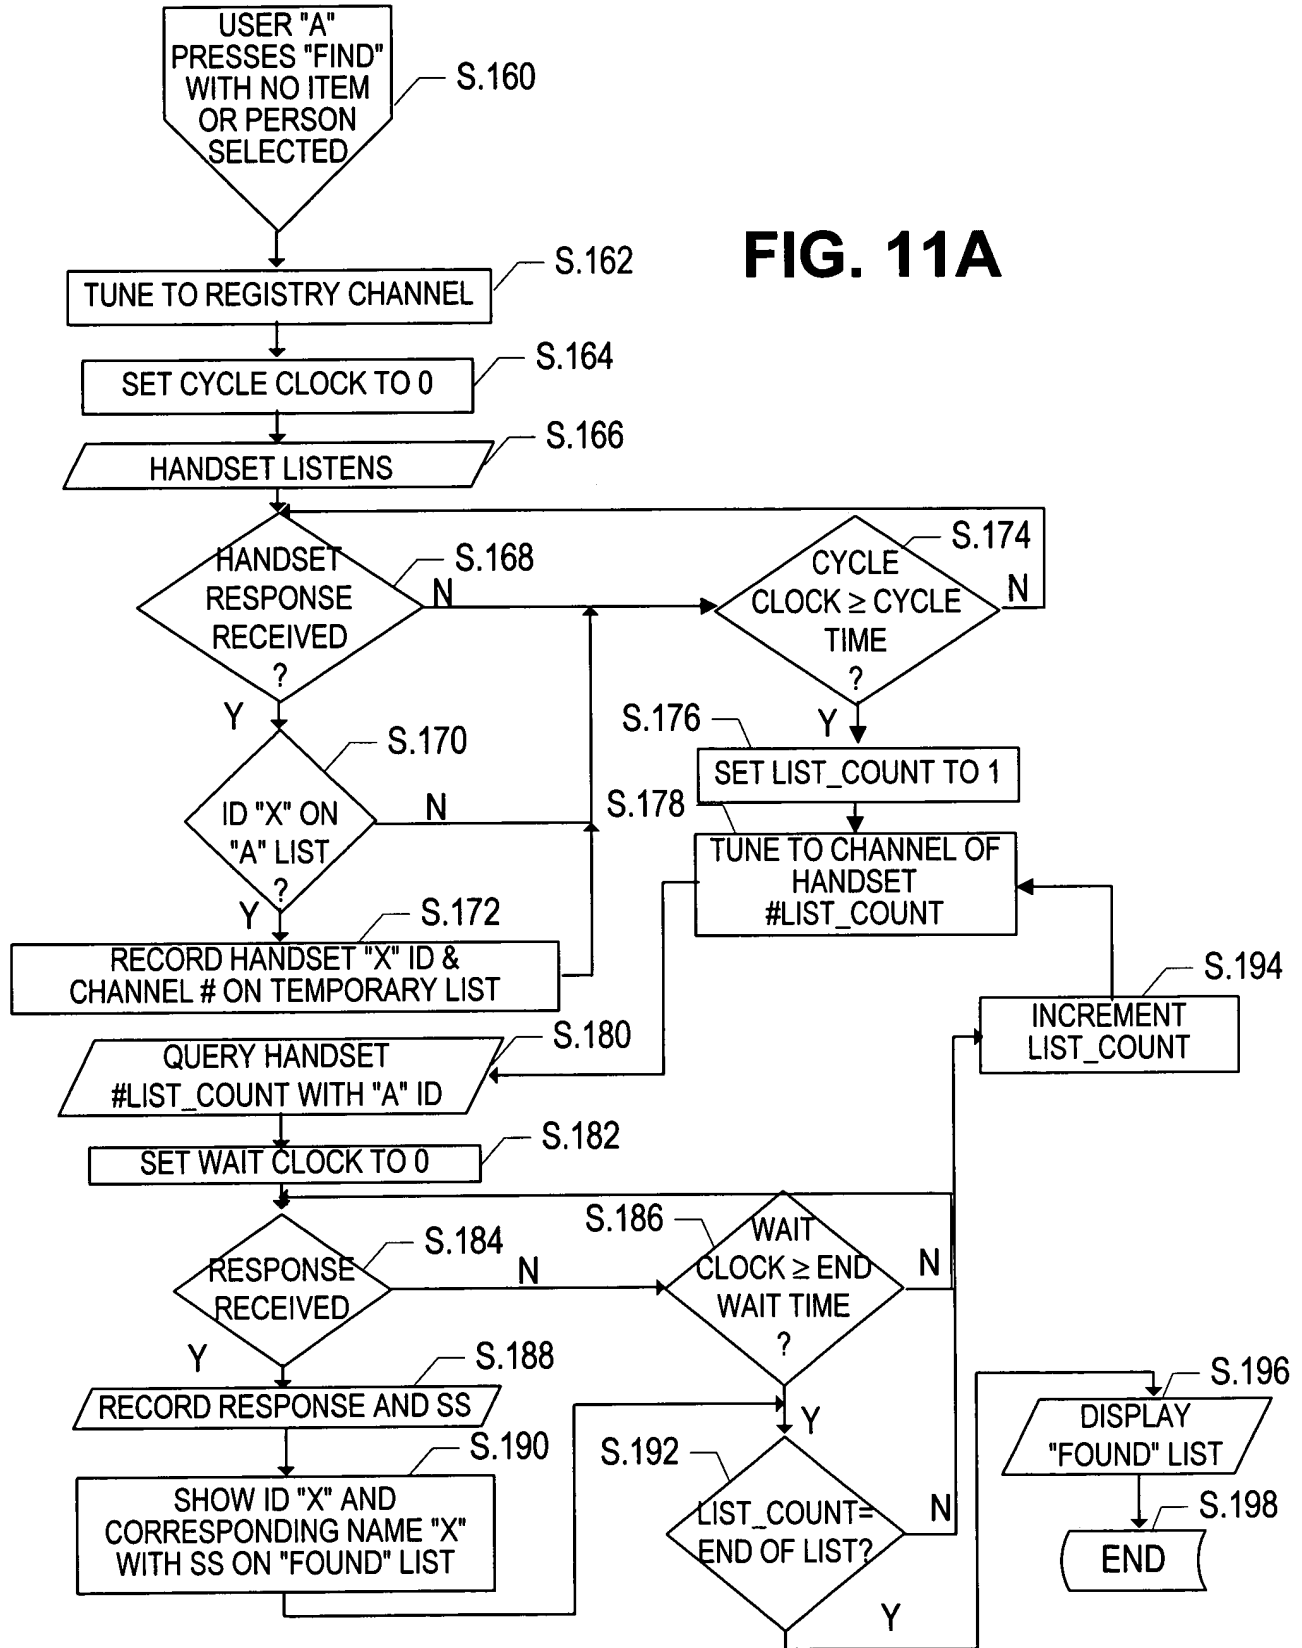 USER "A"
PRESSES "FIND"
WITH NO ITEM
OR PERSON
SELECTED
S.160
FIG. 11A
TUNE TO REGISTRY CHANNEL
S.162
SET CYCLE CLOCK TO 0
S.164
HANDSET LISTENS
S.166
HANDSET
RESPONSE
RECEIVED
?
S.168
N
Y
CYCLE
CLOCK ≥ CYCLE
TIME
?
S.174
N
Y
ID "X" ON
"A" LIST
?
S.170
N
Y
S.176
SET LIST_COUNT TO 1
S.178
TUNE TO CHANNEL OF
HANDSET
#LIST_COUNT
S.172
RECORD HANDSET "X" ID &
CHANNEL # ON TEMPORARY LIST
S.194
INCREMENT
LIST_COUNT
QUERY HANDSET
#LIST_COUNT WITH "A" ID
S.180
SET WAIT CLOCK TO 0
S.182
RESPONSE
RECEIVED
S.184
N
Y
S.186
WAIT
CLOCK ≥ END
WAIT TIME
?
N
Y
RECORD RESPONSE AND SS
S.188
SHOW ID "X" AND
CORRESPONDING NAME "X"
WITH SS ON "FOUND" LIST
S.190
S.192
LIST_COUNT=
END OF LIST?
N
Y
S.196
DISPLAY
"FOUND" LIST
S.198
END